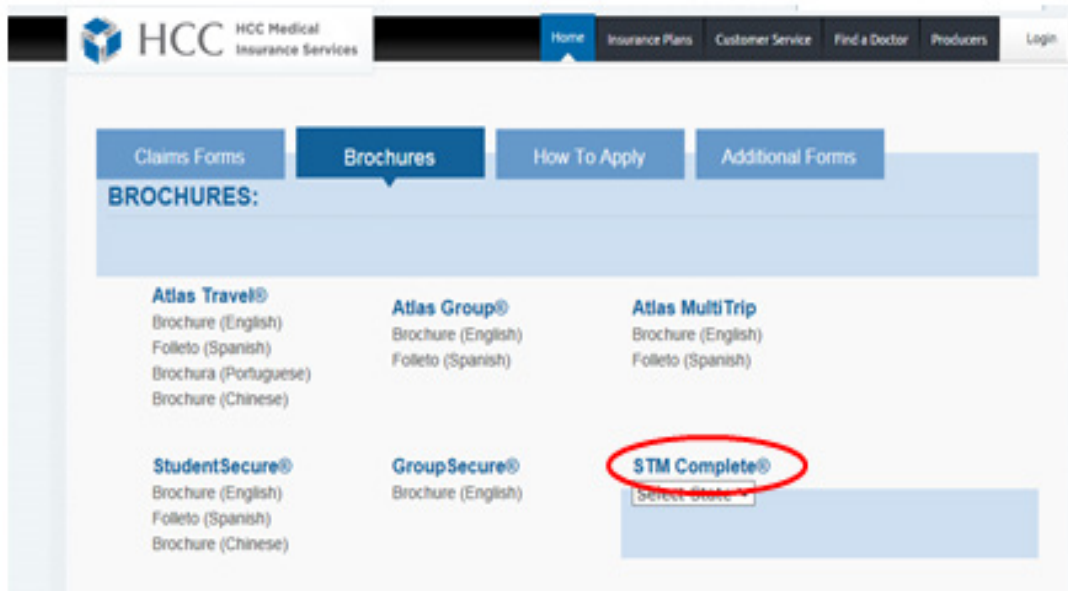 HCC HCC Medical
Insurance Services
Home Insurance Plans Customer Service Find a Doctor Producers Login
Claims Forms Brochures How To Apply Additional Forms
BROCHURES:
Atlas Travel®
Brochure (English)
Folleto (Spanish)
Brochura (Portuguese)
Brochure (Chinese)
Atlas Group®
Brochure (English)
Folleto (Spanish)
Atlas MultiTrip
Brochure (English)
Folleto (Spanish)
StudentSecure®
Brochure (English)
Folleto (Spanish)
Brochure (Chinese)
GroupSecure®
Brochure (English)
STM Complete®
Select State